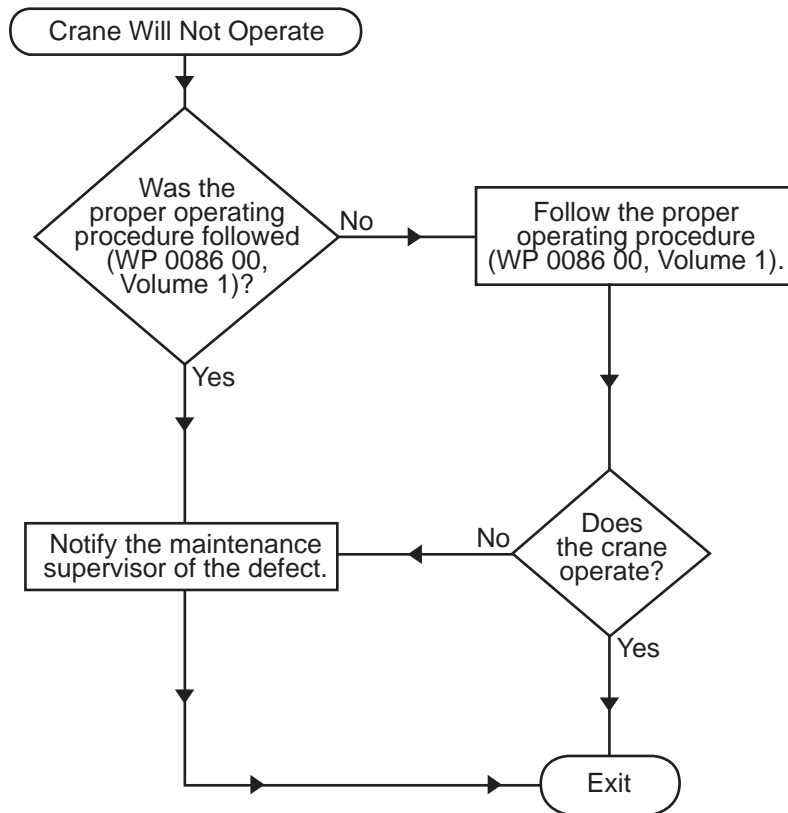 Crane Will Not Operate
Was the
proper operating
procedure followed
(WP 0086 00,
Volume 1)?
No
Follow the proper
operating procedure
(WP 0086 00, Volume 1).
Yes
Notify the maintenance
supervisor of the defect.
No
Does
the crane
operate?
Yes
Exit